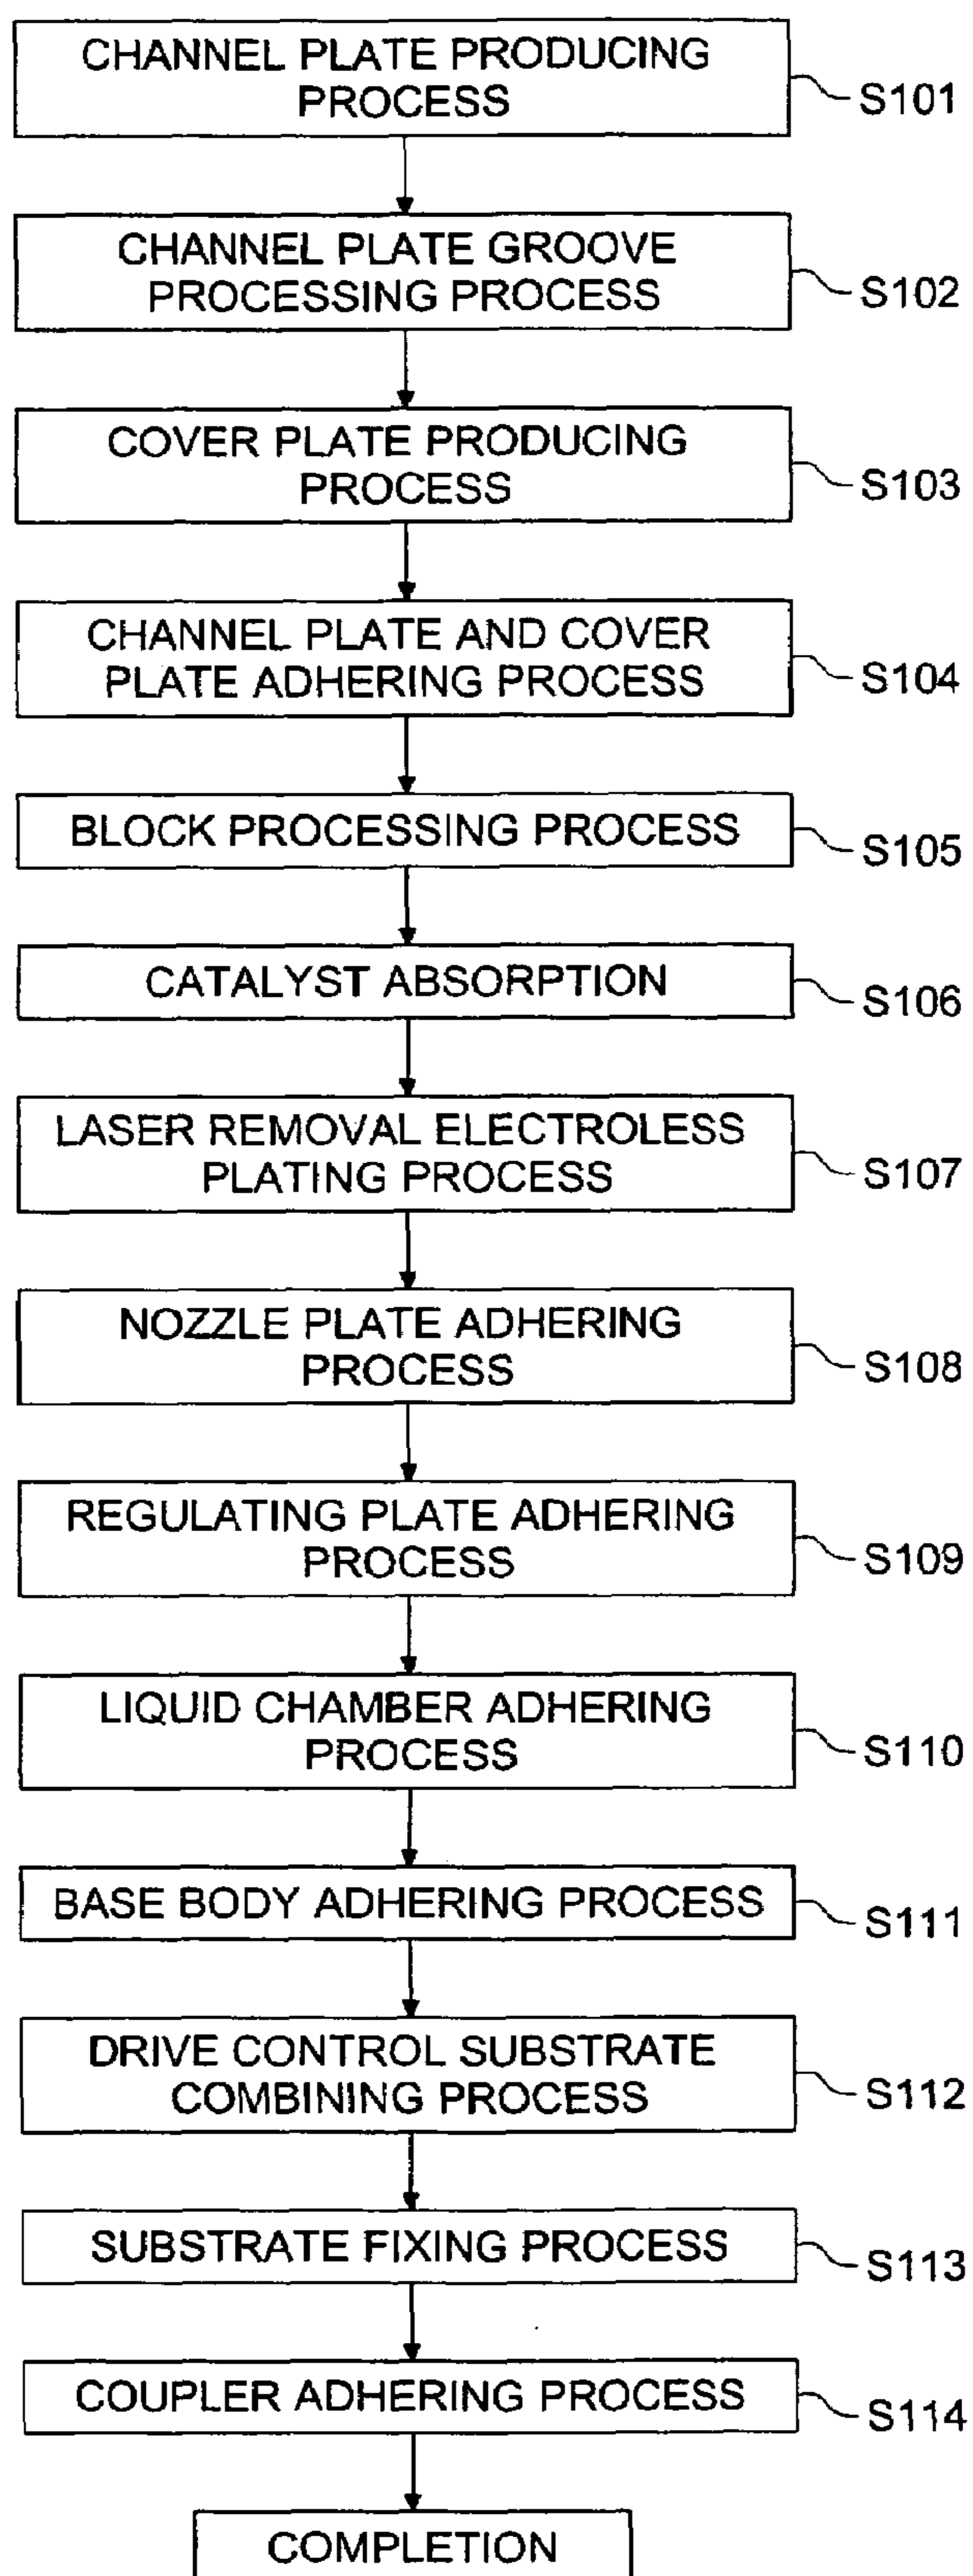 CHANNEL PLATE PRODUCING
PROCESS
S101
CHANNEL PLATE GROOVE
PROCESSING PROCESS
S102
COVER PLATE PRODUCING
PROCESS
S103
CHANNEL PLATE AND COVER
PLATE ADHERING PROCESS
S104
BLOCK PROCESSING PROCESS
S105
CATALYST ABSORPTION
S106
LASER REMOVAL ELECTROLESS
PLATING PROCESS
S107
NOZZLE PLATE ADHERING
PROCESS
S108
REGULATING PLATE ADHERING
PROCESS
S109
LIQUID CHAMBER ADHERING
PROCESS
S110
BASE BODY ADHERING PROCESS
S111
DRIVE CONTROL SUBSTRATE
COMBINING PROCESS
S112
SUBSTRATE FIXING PROCESS
S113
COUPLER ADHERING PROCESS
S114
COMPLETION